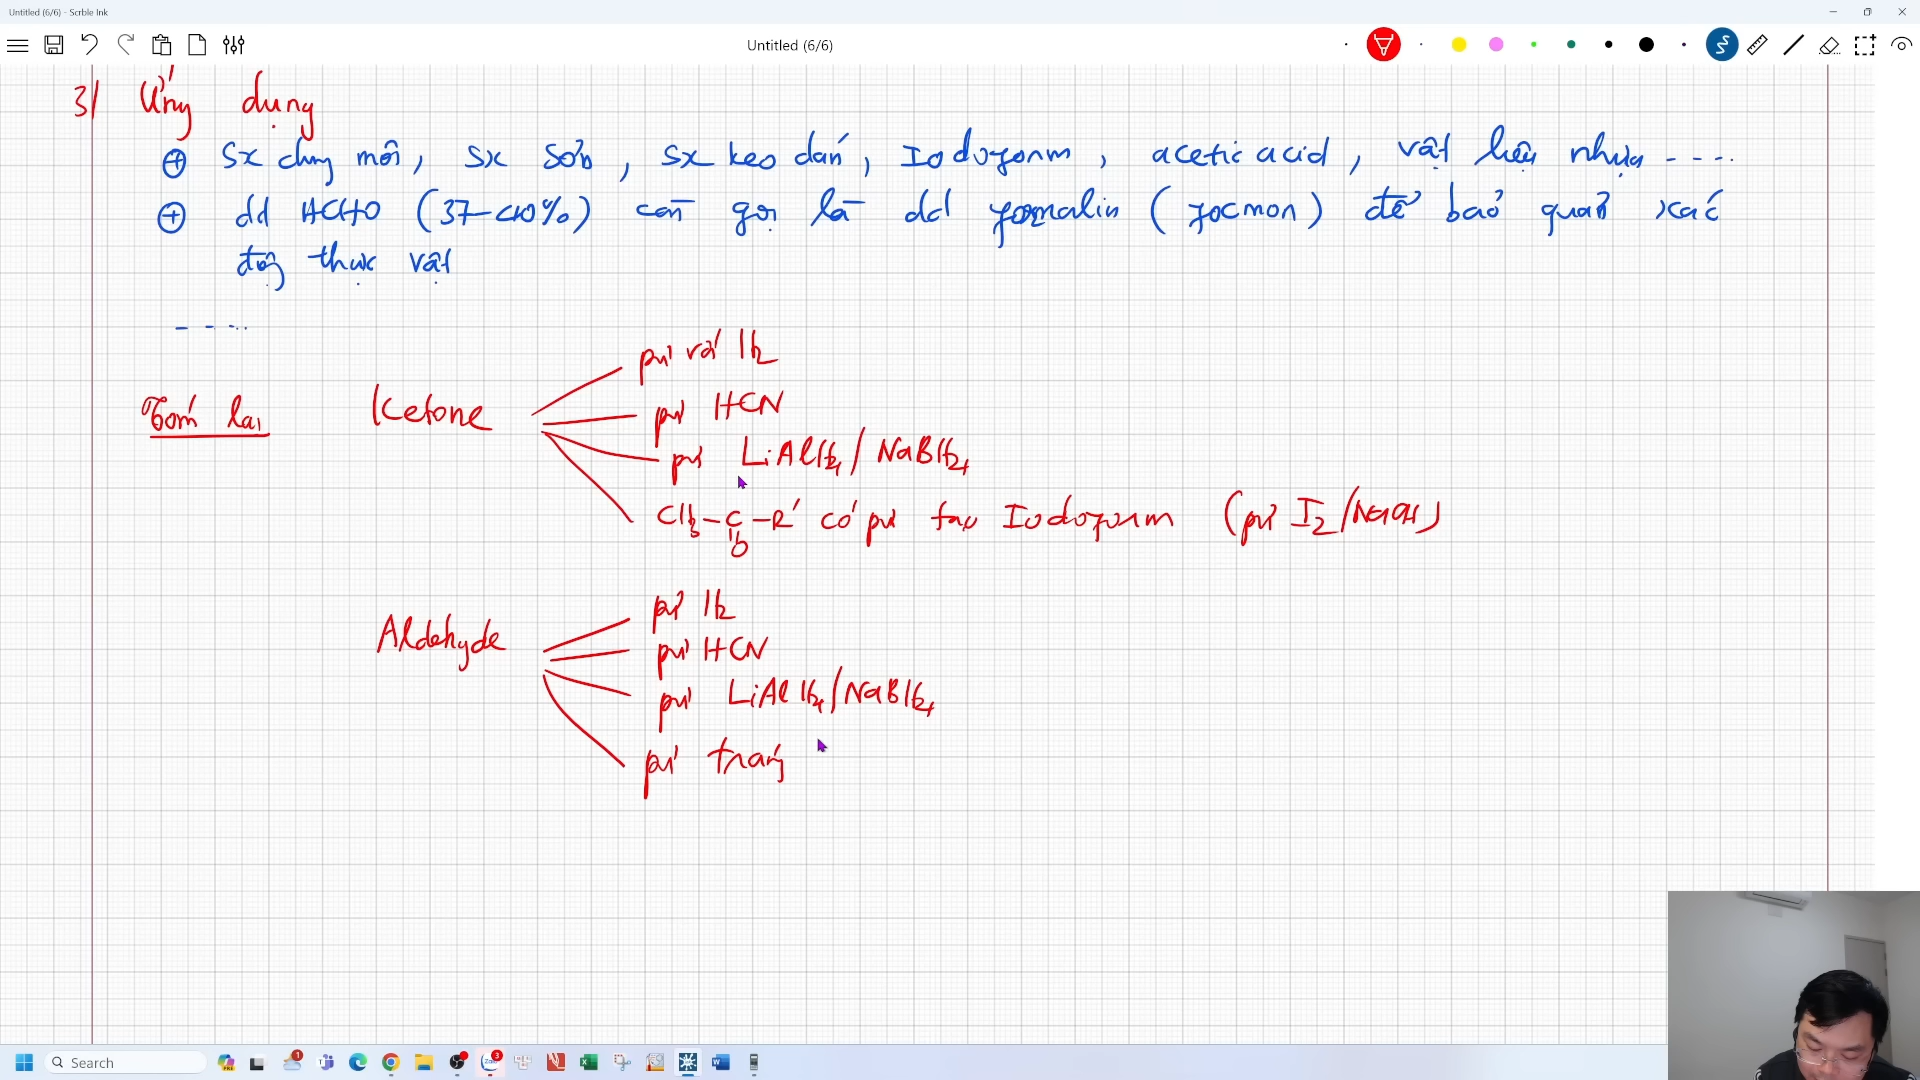 Untitled (6/6) - Scrble Ink
Untitled (6/6)
3/ Ứng dụng
⊕ Sx dung môi, Sx Sơn, Sx keo dán, Iodoform, acetic acid, vật liệu nhựa ----
⊕ dd HCHO (37-40%) còn gọi là dd formalin (focmon) để bảo quản xác
động thực vật
-----
Tóm lại
Ketone
pư với H2
pư HCN
pư LiAlH4/NaBH4
CH3-C-R' có pư tạo Iodoform (pư I2/NaOH)
O
Aldehyde
pư H2
pư HCN
pư LiAlH4/NaBH4
pư tráng
Search